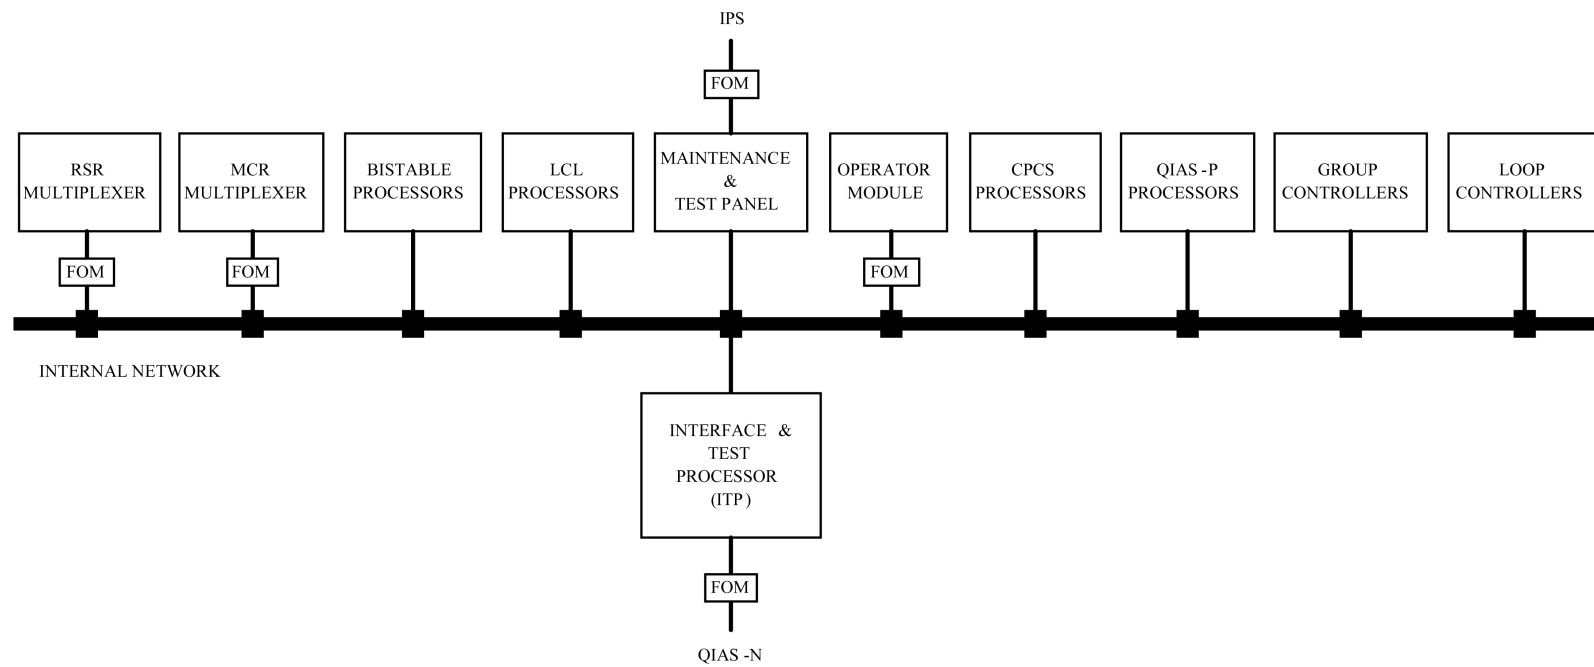 IPS
FOM
RSR
MULTIPLEXER
MCR
MULTIPLEXER
BISTABLE
PROCESSORS
LCL
PROCESSORS
MAINTENANCE
&
TEST PANEL
OPERATOR
MODULE
CPCS
PROCESSORS
QIAS -P
PROCESSORS
GROUP
CONTROLLERS
LOOP
CONTROLLERS
FOM
FOM
FOM
INTERNAL NETWORK
INTERFACE &
TEST
PROCESSOR
(ITP)
FOM
QIAS -N